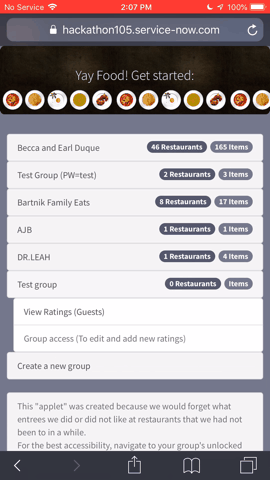 No Service 2:07 PM 100%
hackathon105.service-now.com
Yay Food! Get started:
Becca and Earl Duque 46 Restaurants 165 Items
Test Group (PW=test) 2 Restaurants 3 Items
Bartnik Family Eats 8 Restaurants 17 Items
AJB 1 Restaurants 1 Items
DR.LEAH 1 Restaurants 4 Items
Test group 0 Restaurants Items
View Ratings (Guests)
Group access (To edit and add new ratings)
Create a new group
This "applet" was created because we would forget what
entrees we did or did not like at restaurants that we had not
been to in a while.
For the best accessibility, navigate to your group's unlocked